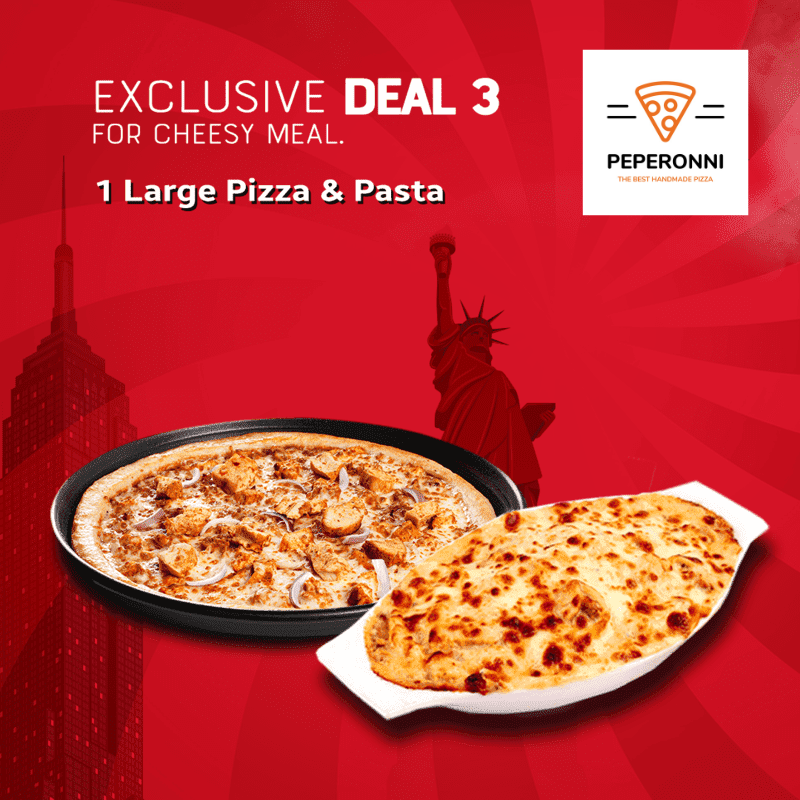 EXCLUSIVE DEAL 3
FOR CHEESY MEAL.
1 Large Pizza & Pasta
PEPERONNI
THE BEST HANDMADE PIZZA